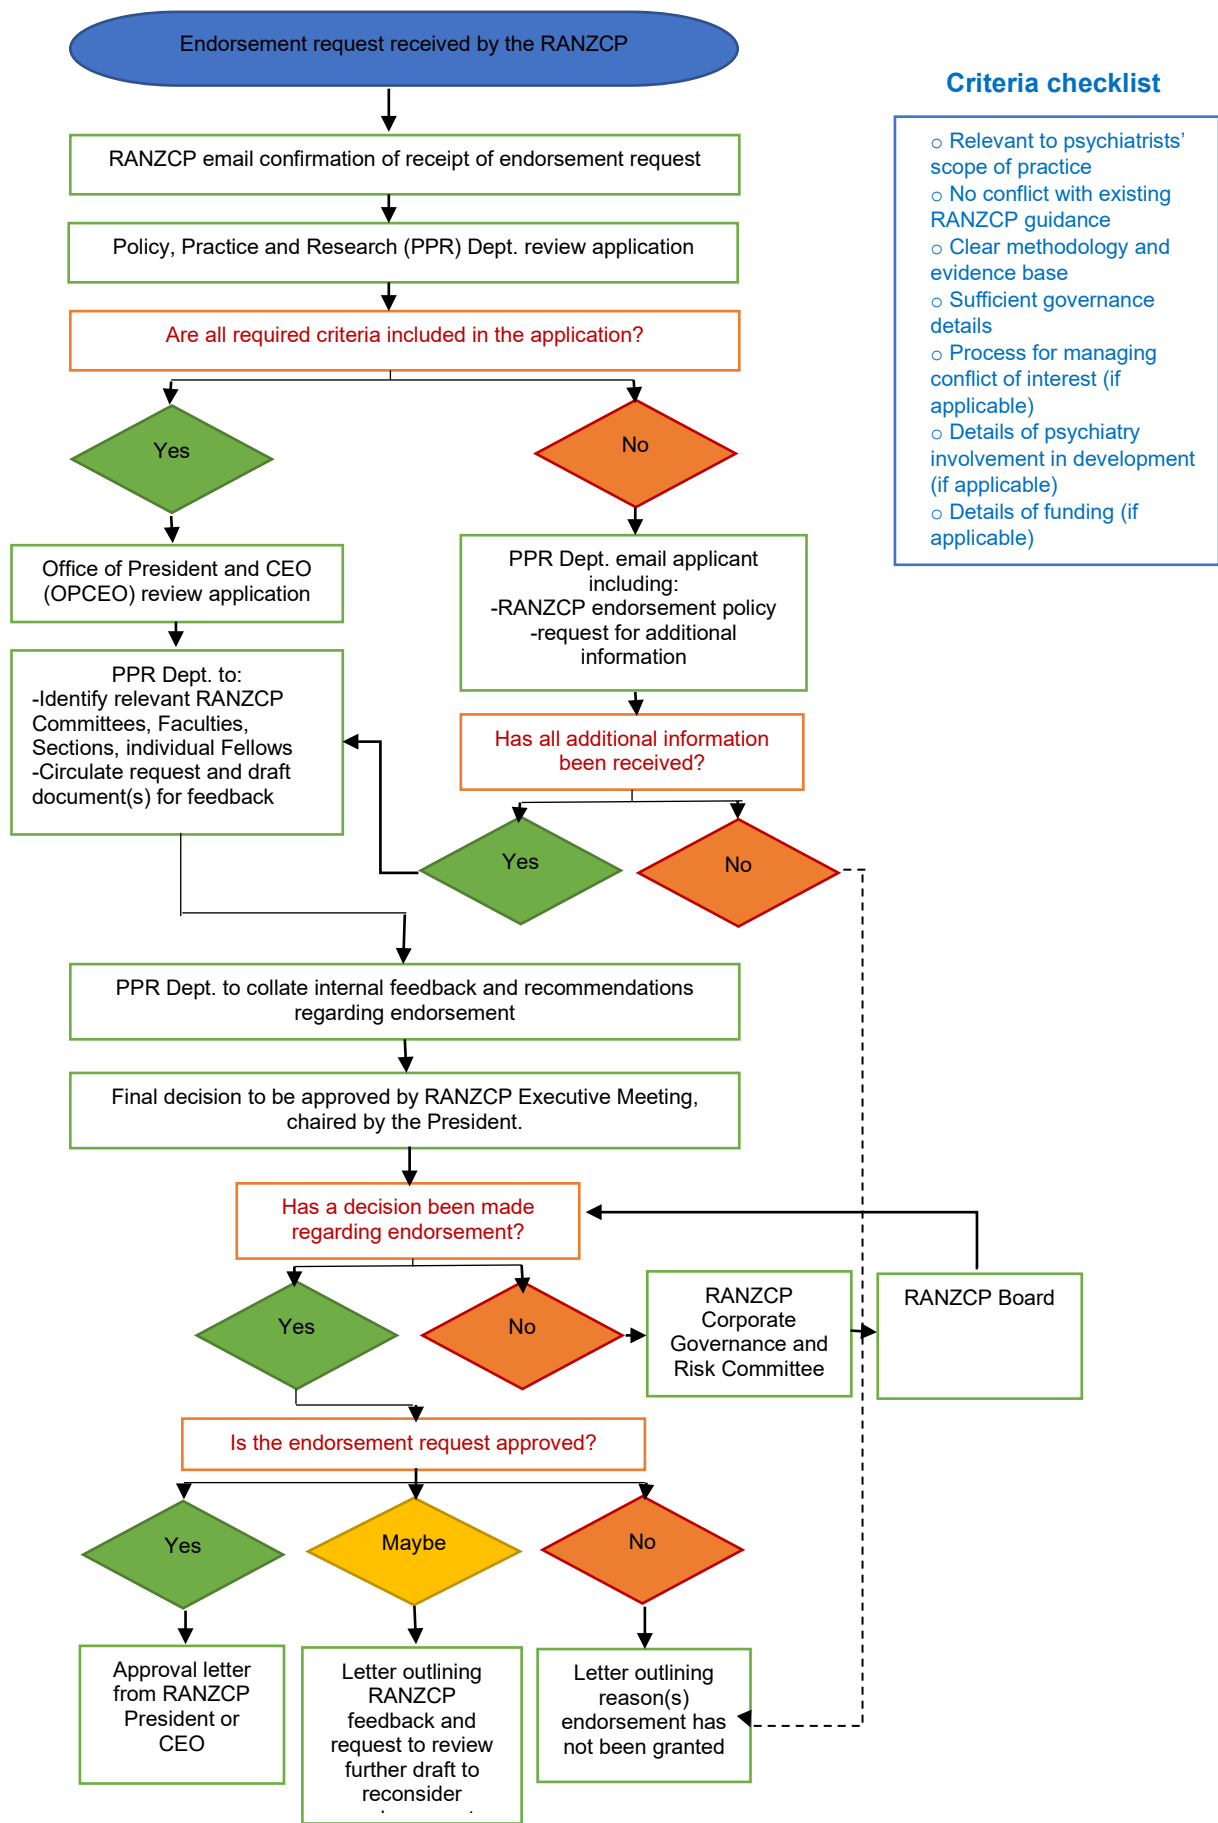 Endorsement request received by the RANZCP
Criteria checklist
○ Relevant to psychiatrists’
scope of practice
○ No conflict with existing
RANZCP guidance
○ Clear methodology and
evidence base
○ Sufficient governance
details
○ Process for managing
conflict of interest (if
applicable)
○ Details of psychiatry
involvement in development
(if applicable)
○ Details of funding (if
applicable)
RANZCP email confirmation of receipt of endorsement request
Policy, Practice and Research (PPR) Dept. review application
Are all required criteria included in the application?
Yes
No
Office of President and CEO
(OPCEO) review application
PPR Dept. email applicant
including:
-RANZCP endorsement policy
-request for additional
information
PPR Dept. to:
-Identify relevant RANZCP
Committees, Faculties,
Sections, individual Fellows
-Circulate request and draft
document(s) for feedback
Has all additional information
been received?
Yes
No
PPR Dept. to collate internal feedback and recommendations
regarding endorsement
Final decision to be approved by RANZCP Executive Meeting,
chaired by the President.
Has a decision been made
regarding endorsement?
Yes
No
RANZCP
Corporate
Governance and
Risk Committee
RANZCP Board
Is the endorsement request approved?
Yes
Maybe
No
Approval letter
from RANZCP
President or
CEO
Letter outlining
RANZCP
feedback and
request to review
further draft to
reconsider
Letter outlining
reason(s)
endorsement has
not been granted